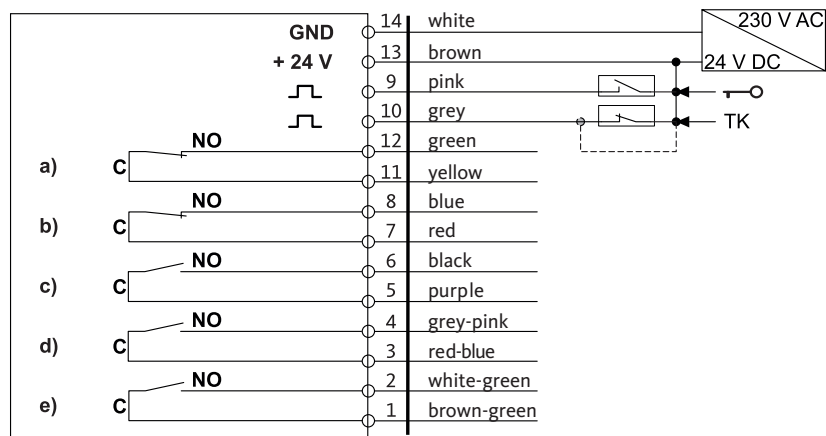 GND 14 white 230 V AC
+ 24 V 13 brown 24 V DC
9 pink
10 grey TK
NO 12 green
a) C 11 yellow
NO 8 blue
b) C 7 red
NO 6 black
c) C 5 purple
NO 4 grey-pink
d) C 3 red-blue
NO 2 white-green
e) C 1 brown-green